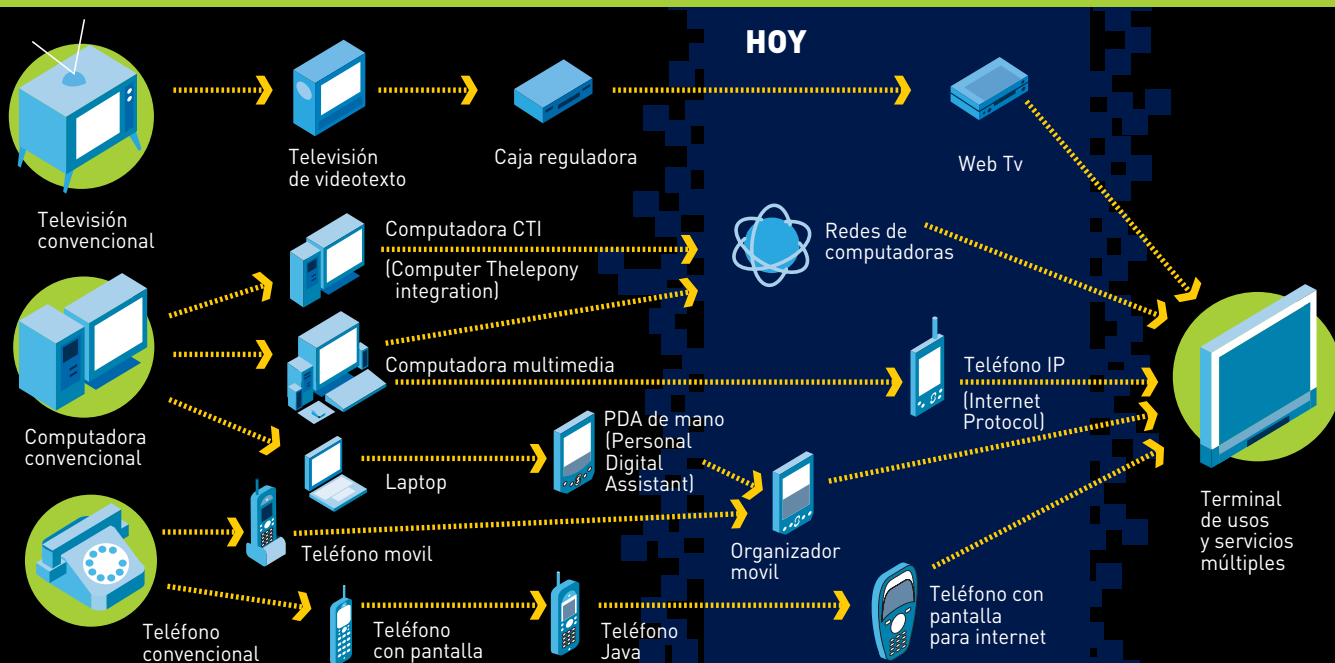 HOY
Televisión
de videotexto
Caja reguladora
Web Tv
Televisión
convencional
Computadora CTI
(Computer Thelepony
integration)
Redes de
computadoras
Computadora multimedia
Teléfono IP
(Internet
Protocol)
Computadora
convencional
Laptop
PDA de mano
(Personal
Digital
Assistant)
Teléfono movil
Organizador
movil
Terminal
de usos
y servicios
múltiples
Teléfono
convencional
Teléfono
con pantalla
Teléfono
Java
Teléfono con
pantalla
para internet